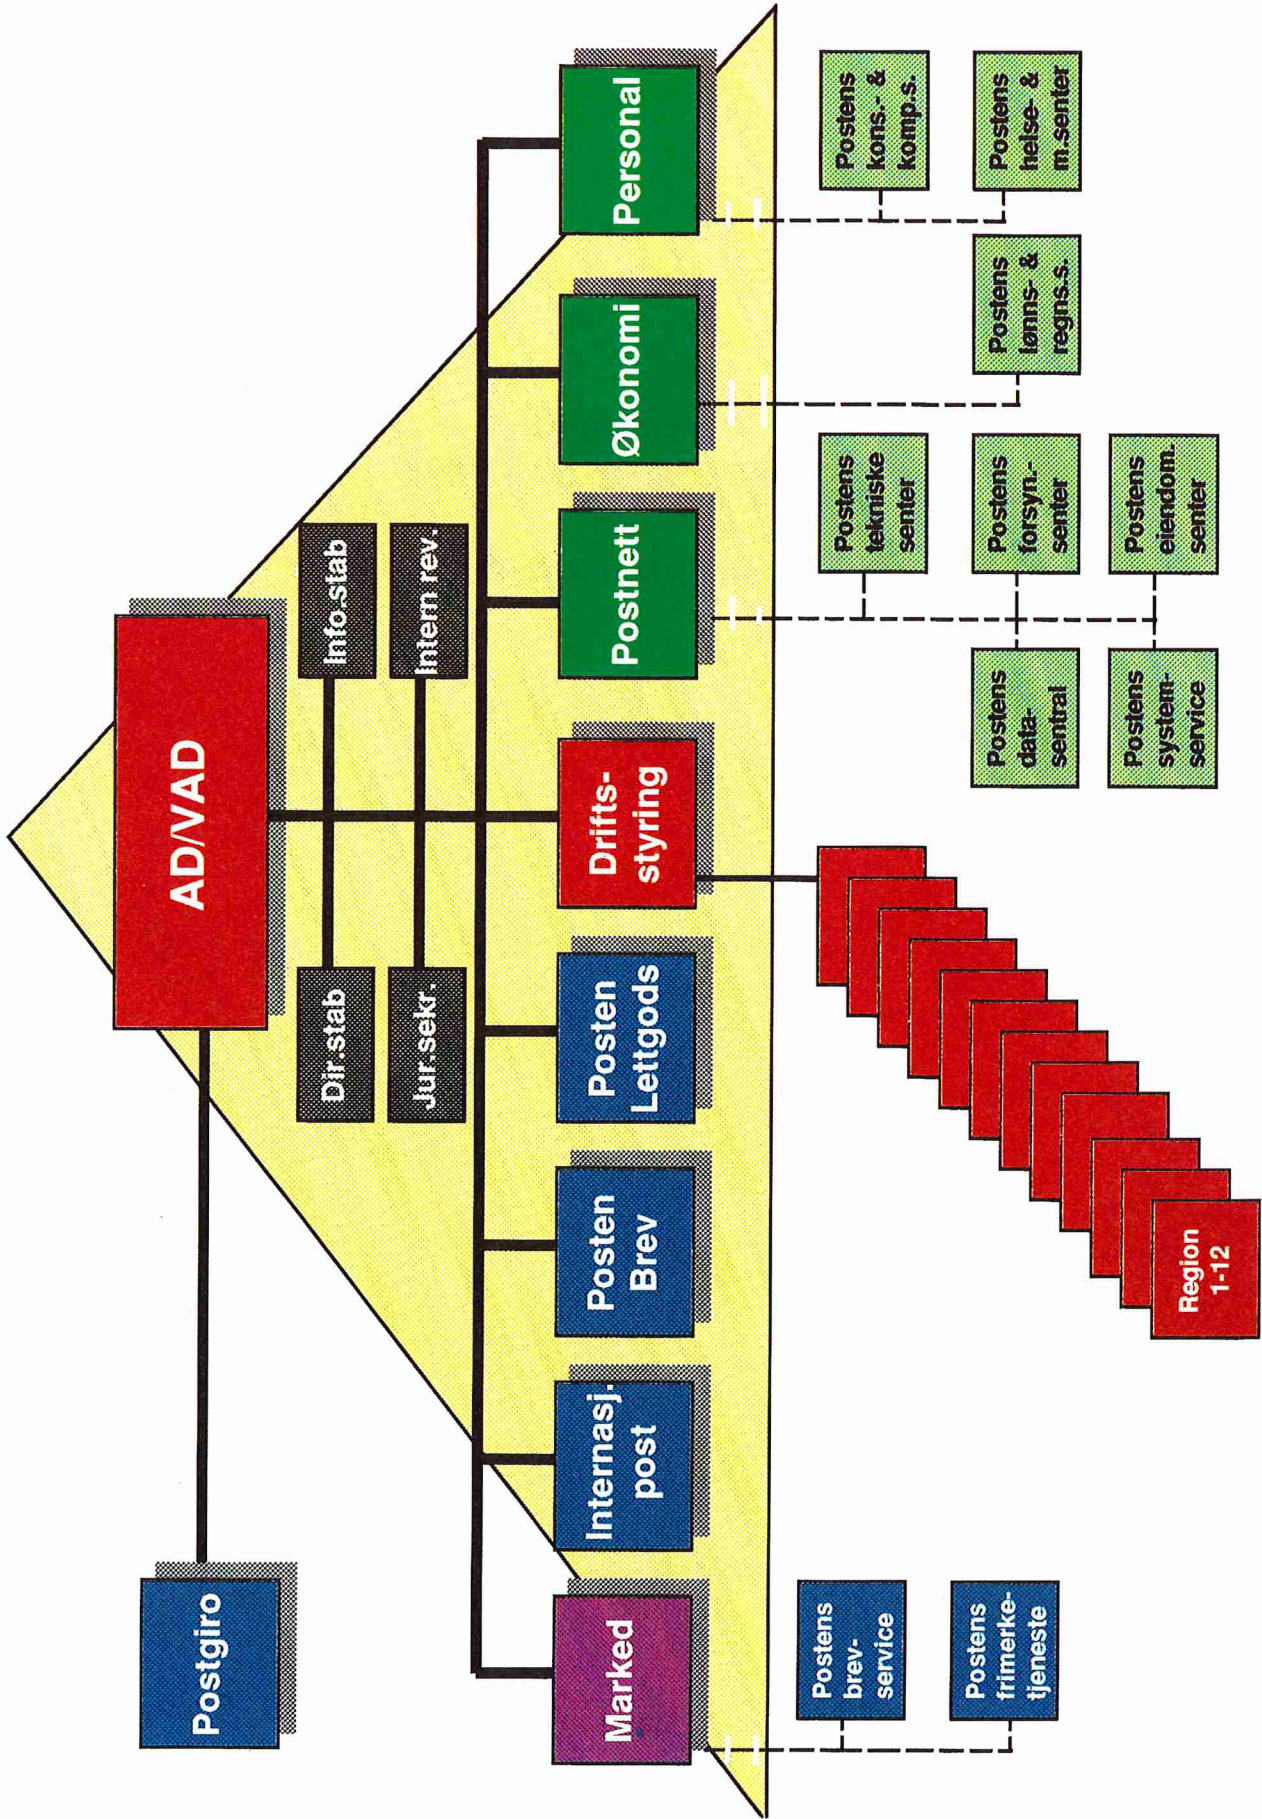 Postgiro
AD/VAD
Dir.stab
Info.stab
Jur.sekr.
Intern rev.
Marked
Internasj.
post
Posten
Brev
Posten
Lettgods
Drifts-
styring
Postnett
Økonomi
Personal
Postens
brev-
service
Postens
frimerke-
tjeneste
Region
1-12
Postens
tekniske
senter
Postens
data-
sentral
Postens
forsyn.-
senter
Postens
system-
service
Postens
eiendom.
senter
Postens
lønns- &
regns.s.
Postens
kons.- &
komp.s.
Postens
helse- &
m.senter